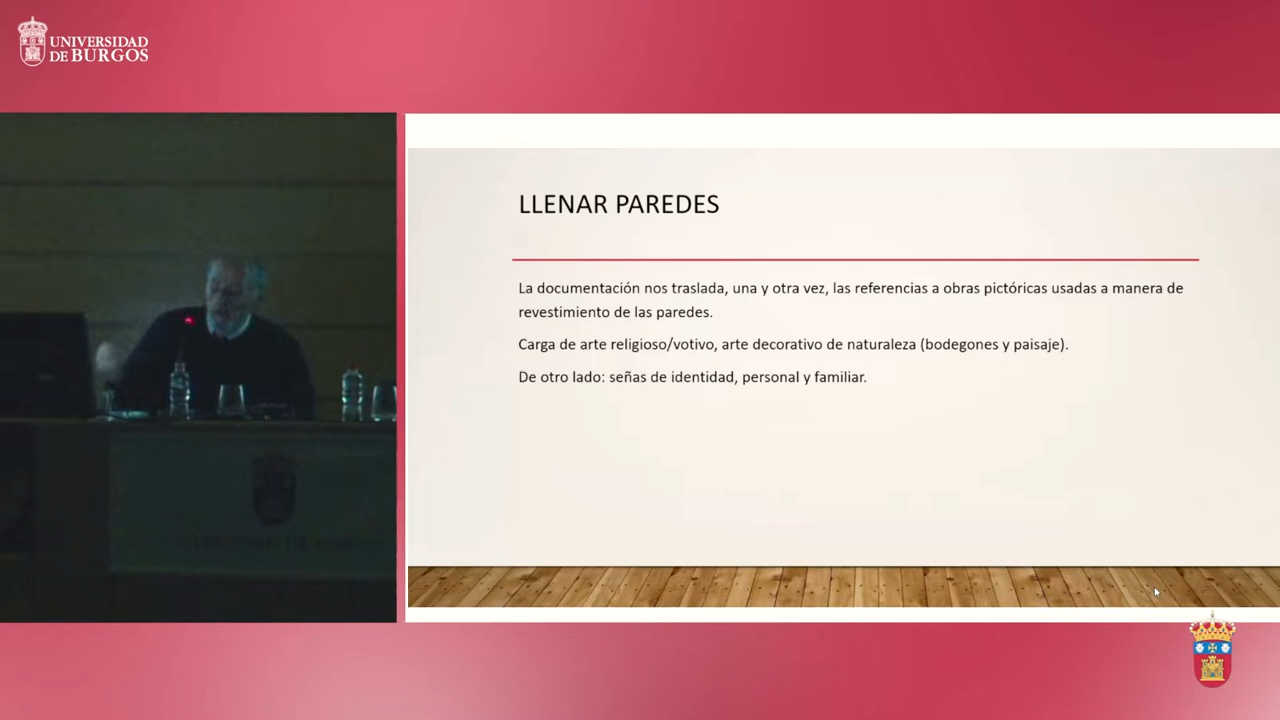 UNIVERSIDAD
DE BURGOS
LLENAR PAREDES
La documentación nos traslada, una y otra vez, las referencias a obras pictóricas usadas a manera de
revestimiento de las paredes.
Carga de arte religioso/votivo, arte decorativo de naturaleza (bodegones y paisaje).
De otro lado: señas de identidad, personal y familiar.